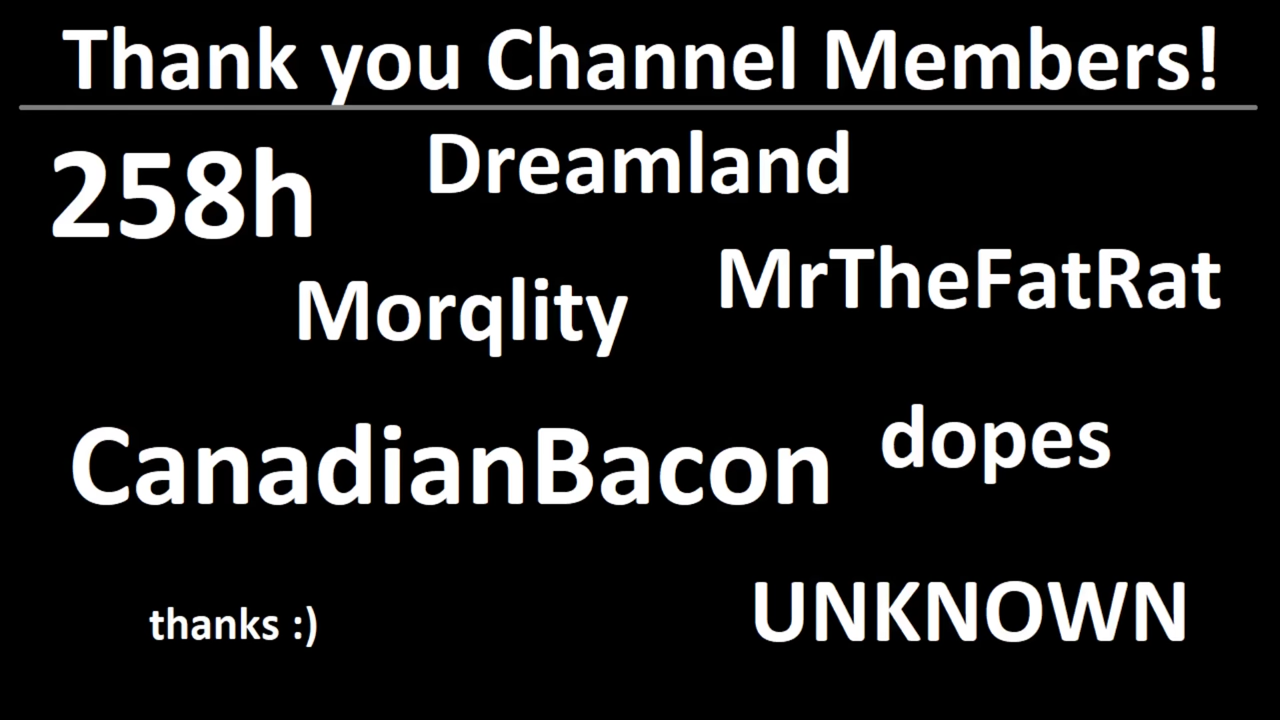 Thank you Channel Members!
258h
Dreamland
MrTheFatRat
Morqlity
dopes
CanadianBacon
UNKNOWN
thanks :)